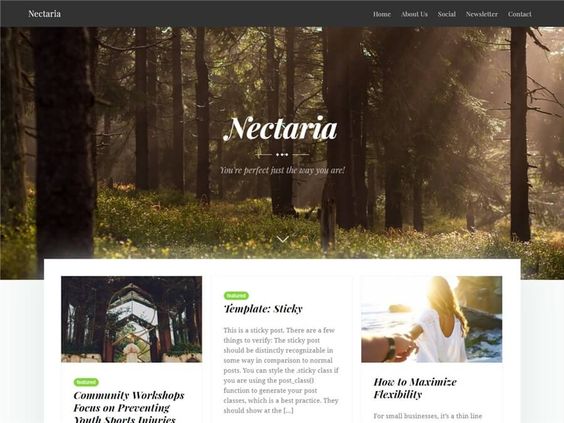 Nectaria
Home About Us Social Newsletter Contact
Nectaria
You're perfect just the way you are!
featured
Community Workshops
Focus on Preventing
Youth Sports Injuries
featured
Template: Sticky
This is a sticky post. There are a few
things to verify: The sticky post
should be distinctly recognizable in
some way in comparison to normal
posts. You can style the .sticky class if
you are using the post_class()
function to generate your post
classes, which is a best practice. They
should show at the [...]
How to Maximize
Flexibility
For small businesses, it's a thin line